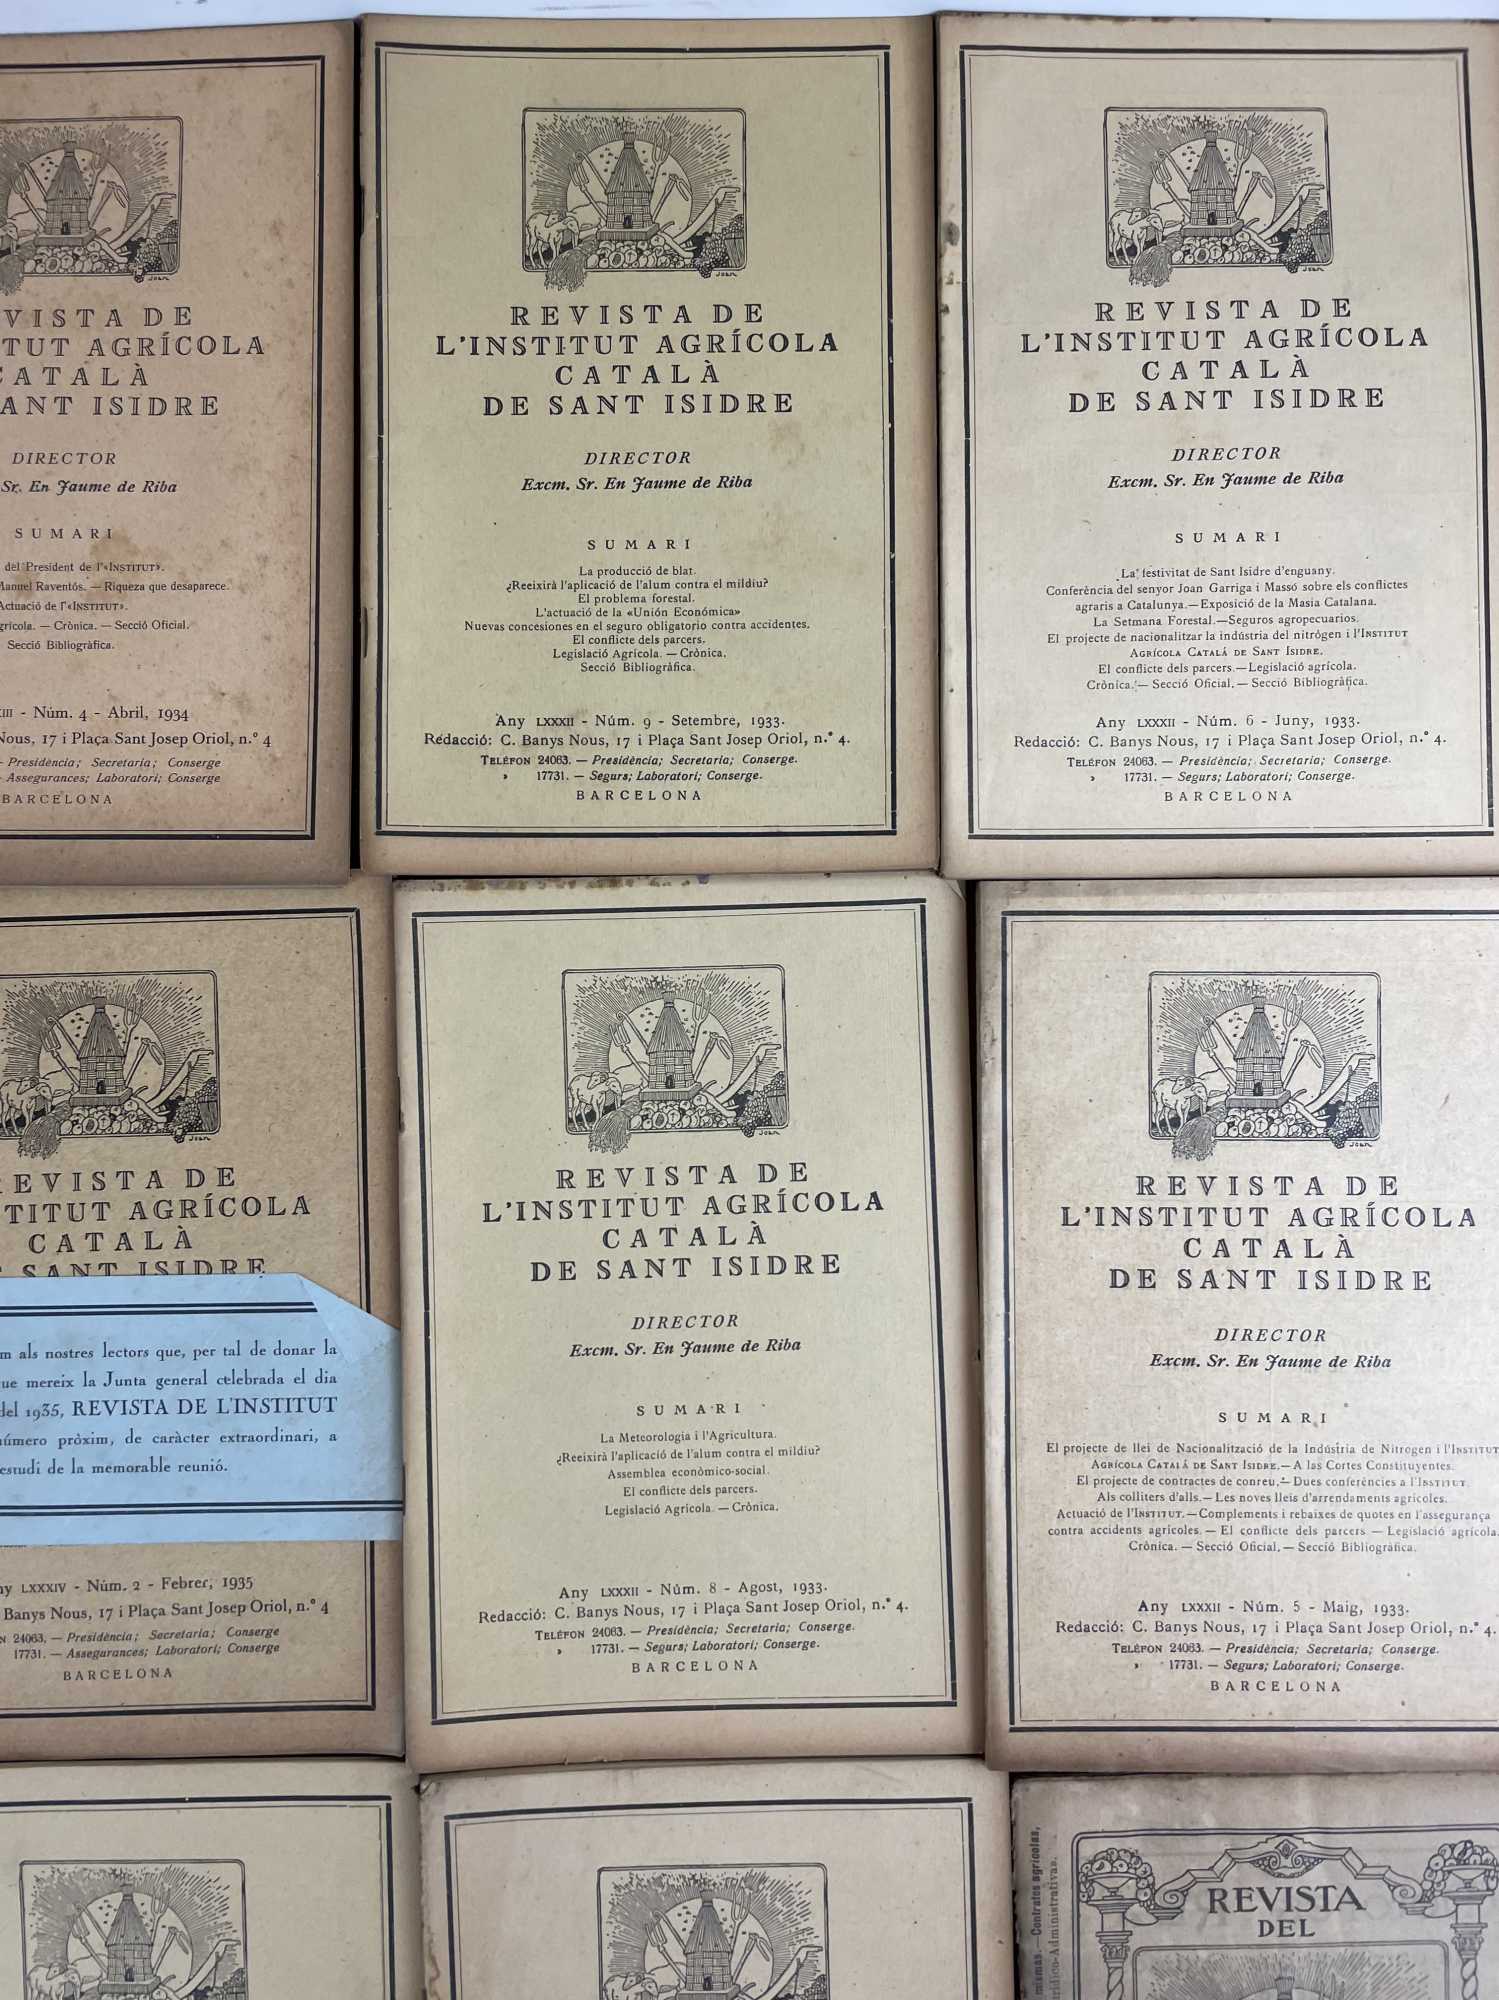 Joan
VISTA DE
TUT AGRÍCOLA
CATALÀ
ANT ISIDRE
DIRECTOR
Sr. En Jaume de Riba
SUMARI
del President de l'«INSTITUT».
Manuel Raventós. — Riqueza que desaparece.
Actuació de l'«INSTITUT».
grícola. — Crònica. — Secció Oficial.
Secció Bibliogràfica.
XIII - Núm. 4 - Abril, 1934
Nous, 17 i Plaça Sant Josep Oriol, n.º 4
— Presidència; Secretaria; Conserge
— Assegurances; Laboratori; Conserge
BARCELONA
Joan
REVISTA DE
L'INSTITUT AGRÍCOLA
CATALÀ
DE SANT ISIDRE
DIRECTOR
Excm. Sr. En Jaume de Riba
SUMARI
La producció de blat.
¿Reeixirà l'aplicació de l'alum contra el mildiu?
El problema forestal.
L'actuació de la «Unión Económica»
Nuevas concesiones en el seguro obligatorio contra accidentes.
El conflicte dels parcers.
Legislació Agrícola. — Crònica.
Secció Bibliogràfica.
Any LXXXII - Núm. 9 - Setembre, 1933.
Redacció: C. Banys Nous, 17 i Plaça Sant Josep Oriol, n.º 4.
TELÉFON 24063. — Presidència; Secretaria; Conserge.
» 17731. — Segurs; Laboratori; Conserge.
BARCELONA
Joan
REVISTA DE
L'INSTITUT AGRÍCOLA
CATALÀ
DE SANT ISIDRE
DIRECTOR
Excm. Sr. En Jaume de Riba
SUMARI
La festivitat de Sant Isidre d'enguany.
Conferència del senyor Joan Garriga i Massó sobre els conflictes
agraris a Catalunya.—Exposició de la Masia Catalana.
La Setmana Forestal.—Seguros agropecuarios.
El projecte de nacionalitzar la indústria del nitrògen i l'INSTITUT
AGRÍCOLA CATALÁ DE SANT ISIDRE.
El conflicte dels parcers.—Legislació agrícola.
Crònica.— Secció Oficial. — Secció Bibliogràfica.
Any LXXXII - Núm. 6 - Juny, 1933.
Redacció: C. Banys Nous, 17 i Plaça Sant Josep Oriol, n.º 4.
TELÉFON 24063. — Presidència; Secretaria; Conserge.
» 17731. — Segurs; Laboratori; Conserge.
BARCELONA
Joan
REVISTA DE
TITUT AGRÍCOLA
CATALÀ
SANT ISIDRE
m als nostres lectors que, per tal de donar la
ue mereix la Junta general celebrada el dia
del 1935, REVISTA DE L'INSTITUT
número pròxim, de caràcter extraordinari, a
estudi de la memorable reunió.
ny LXXXIV - Núm. 2 - Febrer, 1935
Banys Nous, 17 i Plaça Sant Josep Oriol, n.º 4
N 24063. — Presidència; Secretaria; Conserge
17731. — Assegurances; Laboratori; Conserge
BARCELONA
Joan
REVISTA DE
L'INSTITUT AGRÍCOLA
CATALÀ
DE SANT ISIDRE
DIRECTOR
Excm. Sr. En Jaume de Riba
SUMARI
La Meteorologia i l'Agricultura.
¿Reeixirà l'aplicació de l'alum contra el mildiu?
Assemblea econòmico-social.
El conflicte dels parcers.
Legislació Agrícola. — Crònica.
Any LXXXII - Núm. 8 - Agost, 1933.
Redacció: C. Banys Nous, 17 i Plaça Sant Josep Oriol, n.º 4.
TELÉFON 24063. — Presidència; Secretaria; Conserge.
» 17731. — Segurs; Laboratori; Conserge.
BARCELONA
Joan
REVISTA DE
L'INSTITUT AGRÍCOLA
CATALÀ
DE SANT ISIDRE
DIRECTOR
Excm. Sr. En Jaume de Riba
SUMARI
El projecte de llei de Nacionalització de la Indústria de Nitrogen i l'INSTITUT
AGRÍCOLA CATALÁ DE SANT ISIDRE.—A las Cortes Constituyentes.
El projecte de contractes de conreu.—Dues conferències a l'INSTITUT.
Als colliters d'alls.—Les noves lleis d'arrendaments agrícoles.
Actuació de l'INSTITUT.—Complements i rebaixes de quotes en l'assegurança
contra accidents agrícoles. — El conflicte dels parcers — Legislació agrícola.
Crònica. — Secció Oficial. — Secció Bibliogràfica.
Any LXXXII - Núm. 5 - Maig, 1933.
Redacció: C. Banys Nous, 17 i Plaça Sant Josep Oriol, n.º 4.
TELÉFON 24063. — Presidència; Secretaria; Conserge.
» 17731. — Segurs; Laboratori; Conserge.
BARCELONA
mismas.—Contratos agrícolas,
urídico-Administrativas.
REVISTA
DEL